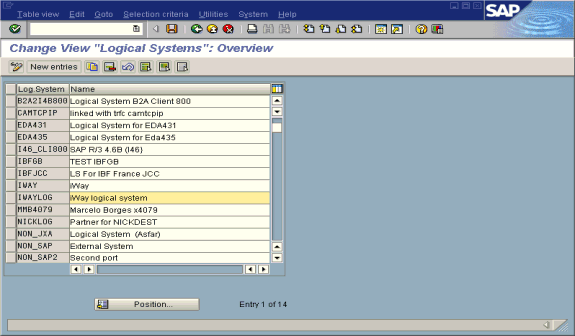 Table view Edit Goto Selection criteria Utilities System Help
SAP
Change View "Logical Systems": Overview
New entries
Log.System Name
B2A2I4B800 Logical System B2A Client 800
CAMTCPIP linked with trfc camtcpip
EDA431 Logical System for EDA431
EDA435 Logical System for Eda435
I46_CLI800 SAP R/3 4.6B (I46)
IBFGB TEST IBFGB
IBFJCC LS For IBF France JCC
IWAY iWay
IWAYLOG iWay logical system
MMB4079 Marcelo Borges x4079
NICKLOG Partner for NICKDEST
NON_JXA Logical System (Asfar)
NON_SAP External System
NON_SAP2 Second port
Position... Entry 1 of 14